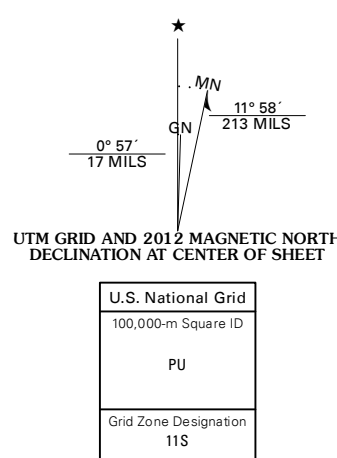 ★
MN
11° 58´
213 MILS
GN
0° 57´
17 MILS
UTM GRID AND 2012 MAGNETIC NORTH
DECLINATION AT CENTER OF SHEET
U.S. National Grid
100,000-m Square ID
PU
Grid Zone Designation
11S